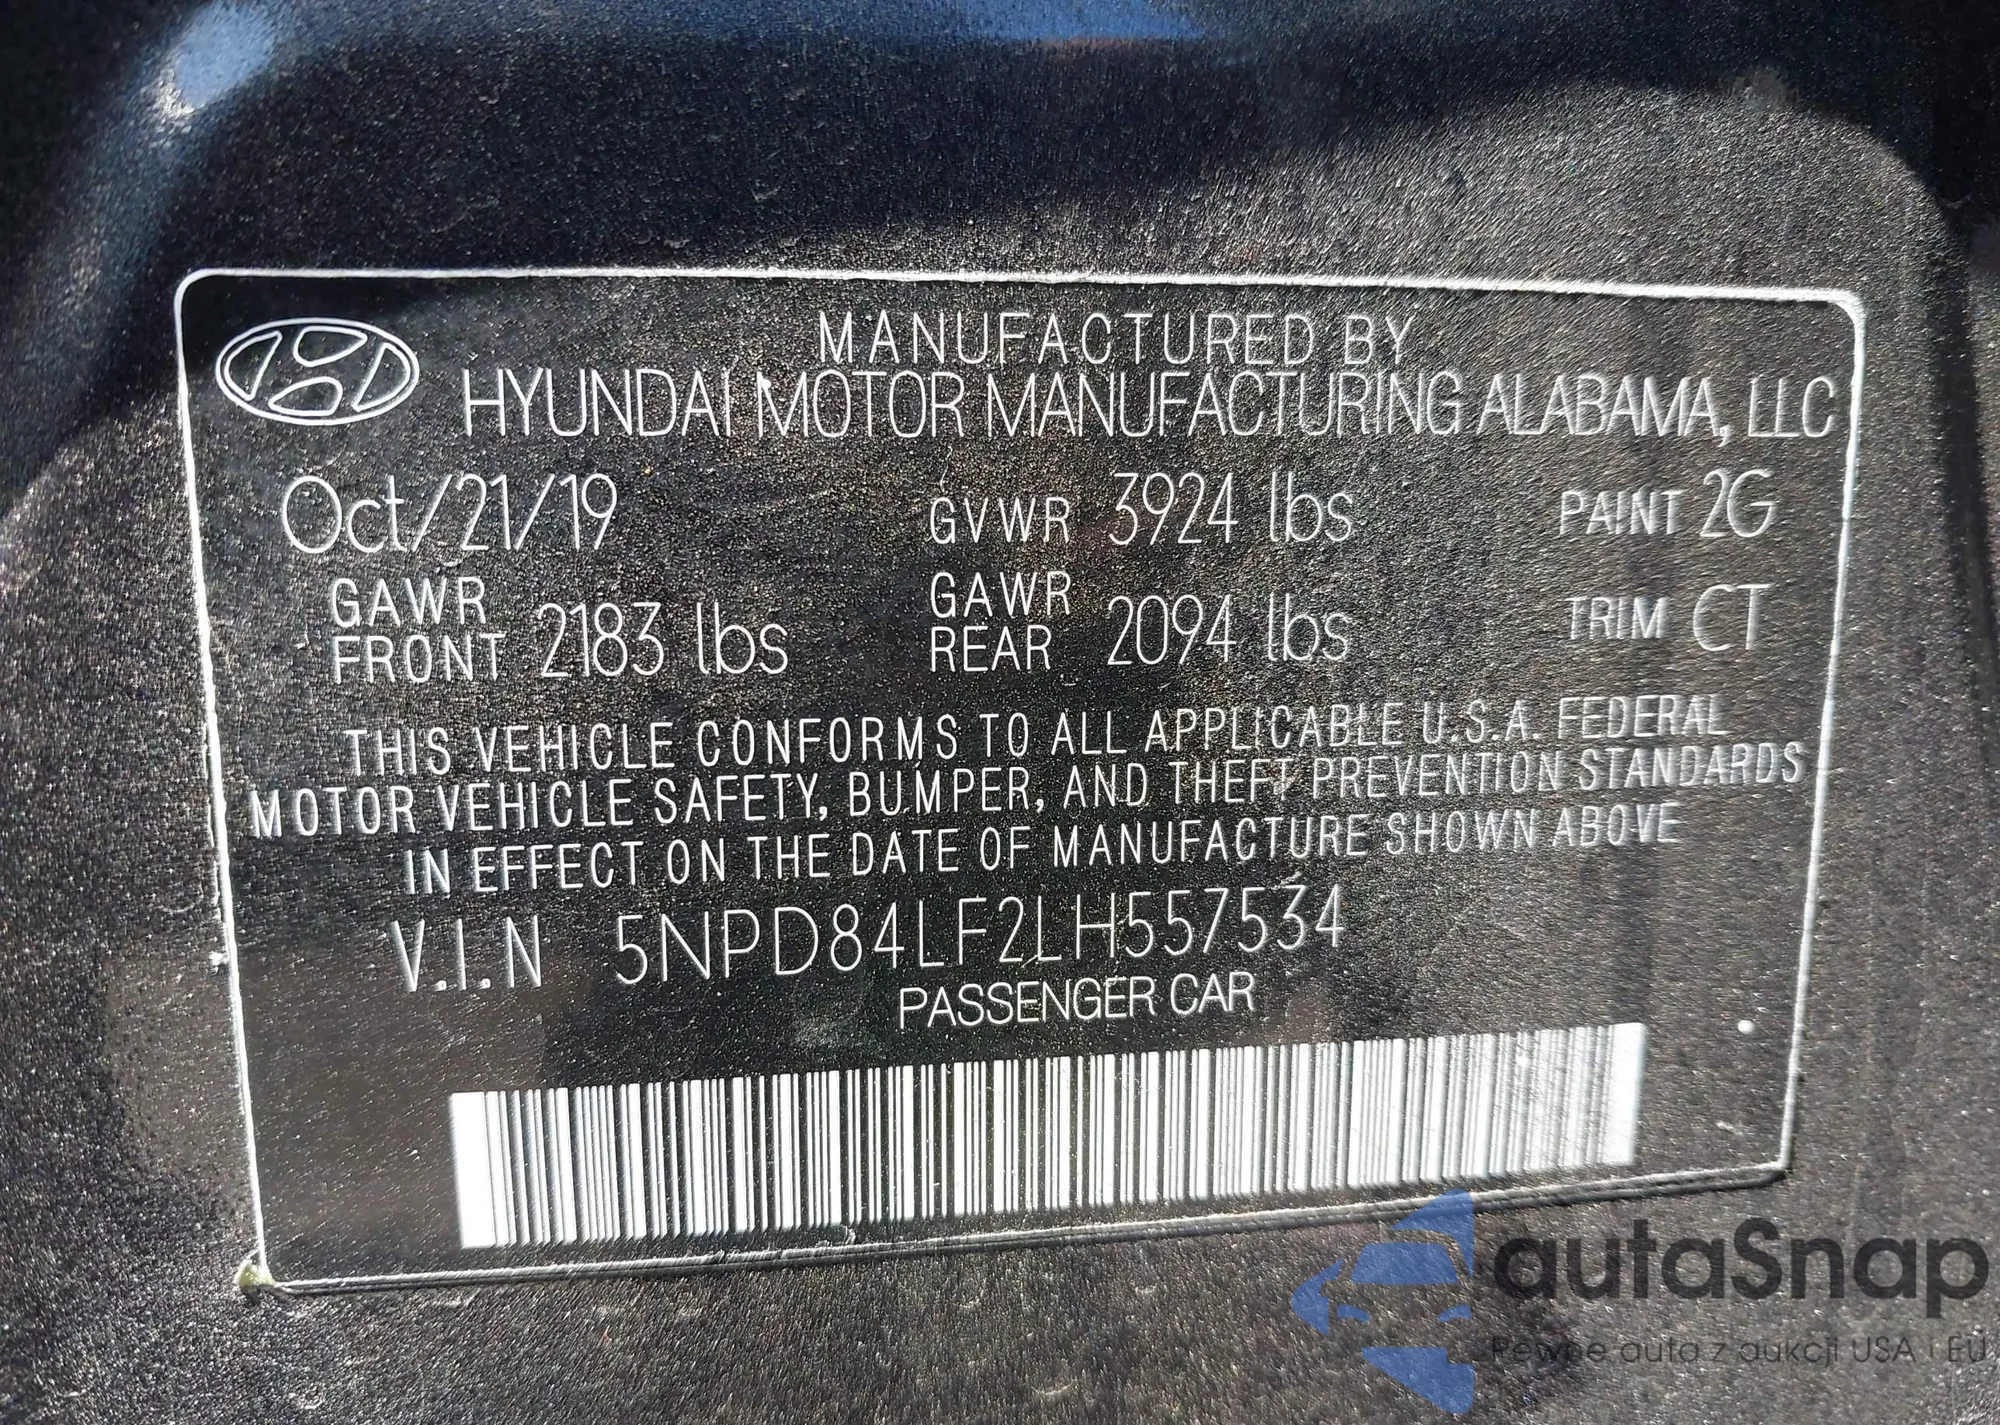 MANUFACTURED BY
HYUNDAI MOTOR MANUFACTURING ALABAMA, LLC
Oct/21/19 GVWR 3924 lbs PAINT 2G
GAWR FRONT 2183 lbs GAWR REAR 2094 lbs TRIM CT
THIS VEHICLE CONFORMS TO ALL APPLICABLE U.S.A. FEDERAL
MOTOR VEHICLE SAFETY, BUMPER, AND THEFT PREVENTION STANDARDS
IN EFFECT ON THE DATE OF MANUFACTURE SHOWN ABOVE
V.I.N 5NPD84LF2LH557534
PASSENGER CAR
autaSnap
Pewne auta z aukcji USA i EU